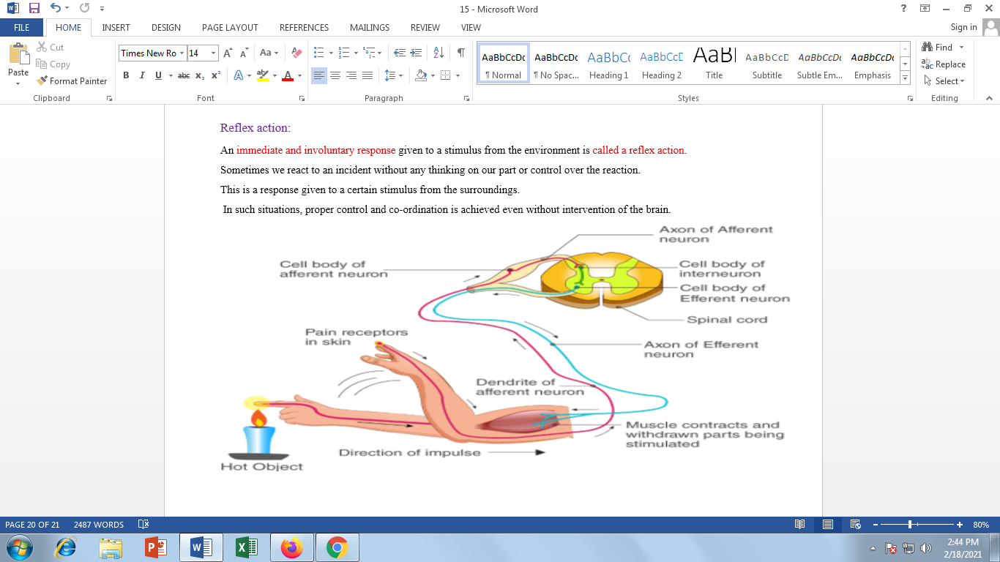 15 - Microsoft Word
Sign in
FILE HOME INSERT DESIGN PAGE LAYOUT REFERENCES MAILINGS REVIEW VIEW
Paste
Cut
Copy
Format Painter
Clipboard
Times New Ro 14
Font
Paragraph
AaBbCcDc AaBbCcDc AaBbCc AaBbCcD AaB AaBbCcD AaBbCcDc AaBbCcDc
¶ Normal ¶ No Spac... Heading 1 Heading 2 Title Subtitle Subtle Em... Emphasis
Styles
Find
Replace
Select
Editing
Reflex action:
An immediate and involuntary response given to a stimulus from the environment is called a reflex action.
Sometimes we react to an incident without any thinking on our part or control over the reaction.
This is a response given to a certain stimulus from the surroundings.
In such situations, proper control and co-ordination is achieved even without intervention of the brain.
Axon of Afferent
neuron
Cell body of
afferent neuron
Cell body of
interneuron
Cell body of
Efferent neuron
Spinal cord
Pain receptors
in skin
Axon of Efferent
neuron
Dendrite of
afferent neuron
Muscle contracts and
withdrawn parts being
stimulated
Direction of impulse
Hot Object
PAGE 20 OF 21 2487 WORDS 80%
2:44 PM
2/18/2021